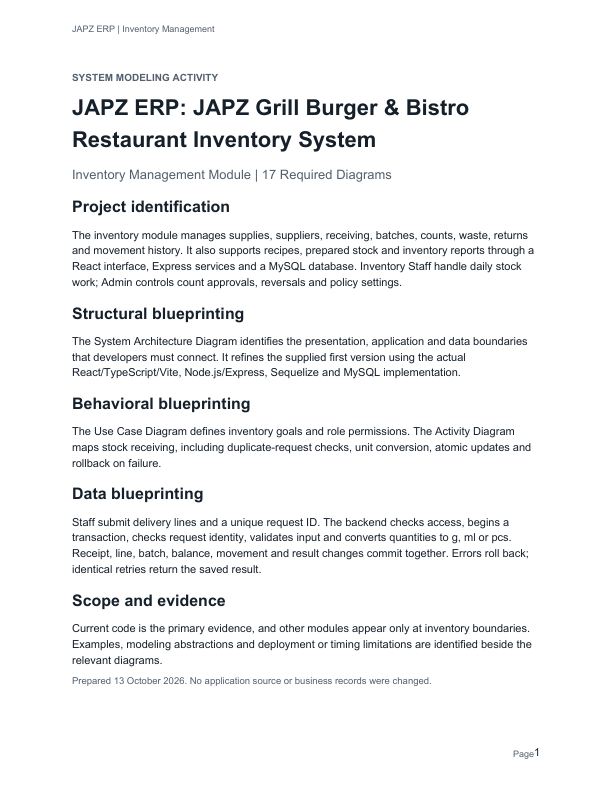 JAPZ ERP | Inventory Management
SYSTEM MODELING ACTIVITY
JAPZ ERP: JAPZ Grill Burger & Bistro
Restaurant Inventory System
Inventory Management Module | 17 Required Diagrams
Project identification
The inventory module manages supplies, suppliers, receiving, batches, counts, waste, returns
and movement history. It also supports recipes, prepared stock and inventory reports through a
React interface, Express services and a MySQL database. Inventory Staff handle daily stock
work; Admin controls count approvals, reversals and policy settings.
Structural blueprinting
The System Architecture Diagram identifies the presentation, application and data boundaries
that developers must connect. It refines the supplied first version using the actual
React/TypeScript/Vite, Node.js/Express, Sequelize and MySQL implementation.
Behavioral blueprinting
The Use Case Diagram defines inventory goals and role permissions. The Activity Diagram
maps stock receiving, including duplicate-request checks, unit conversion, atomic updates and
rollback on failure.
Data blueprinting
Staff submit delivery lines and a unique request ID. The backend checks access, begins a
transaction, checks request identity, validates input and converts quantities to g, ml or pcs.
Receipt, line, batch, balance, movement and result changes commit together. Errors roll back;
identical retries return the saved result.
Scope and evidence
Current code is the primary evidence, and other modules appear only at inventory boundaries.
Examples, modeling abstractions and deployment or timing limitations are identified beside the
relevant diagrams.
Prepared 13 October 2026. No application source or business records were changed.
Page1